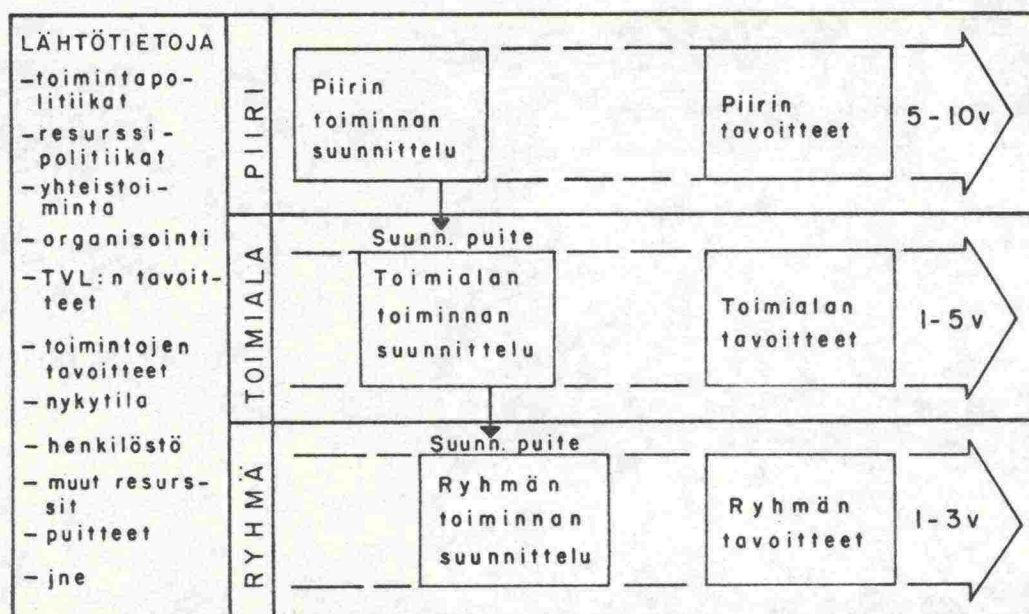 LÄHTÖTIETOJA
-toimintapo-
litiikat
-resurssi-
politiikat
-yhteistoi-
minta
-organisointi
-TVL:n tavoit-
teet
-toimintojen
tavoitteet
-nykytila
-henkilöstö
-muut resurs-
sit
-puitteet
-jne
PIIRI
Piirin
toiminnan
suunnittelu
Piirin
tavoitteet
5-10v
TOIMIALA
Suunn. puite
Toimialan
toiminnan
suunnittelu
Toimialan
tavoitteet
1-5v
RYHMÄ
Suunn. puite
Ryhmän
toiminnan
suunnittelu
Ryhmän
tavoitteet
1-3v